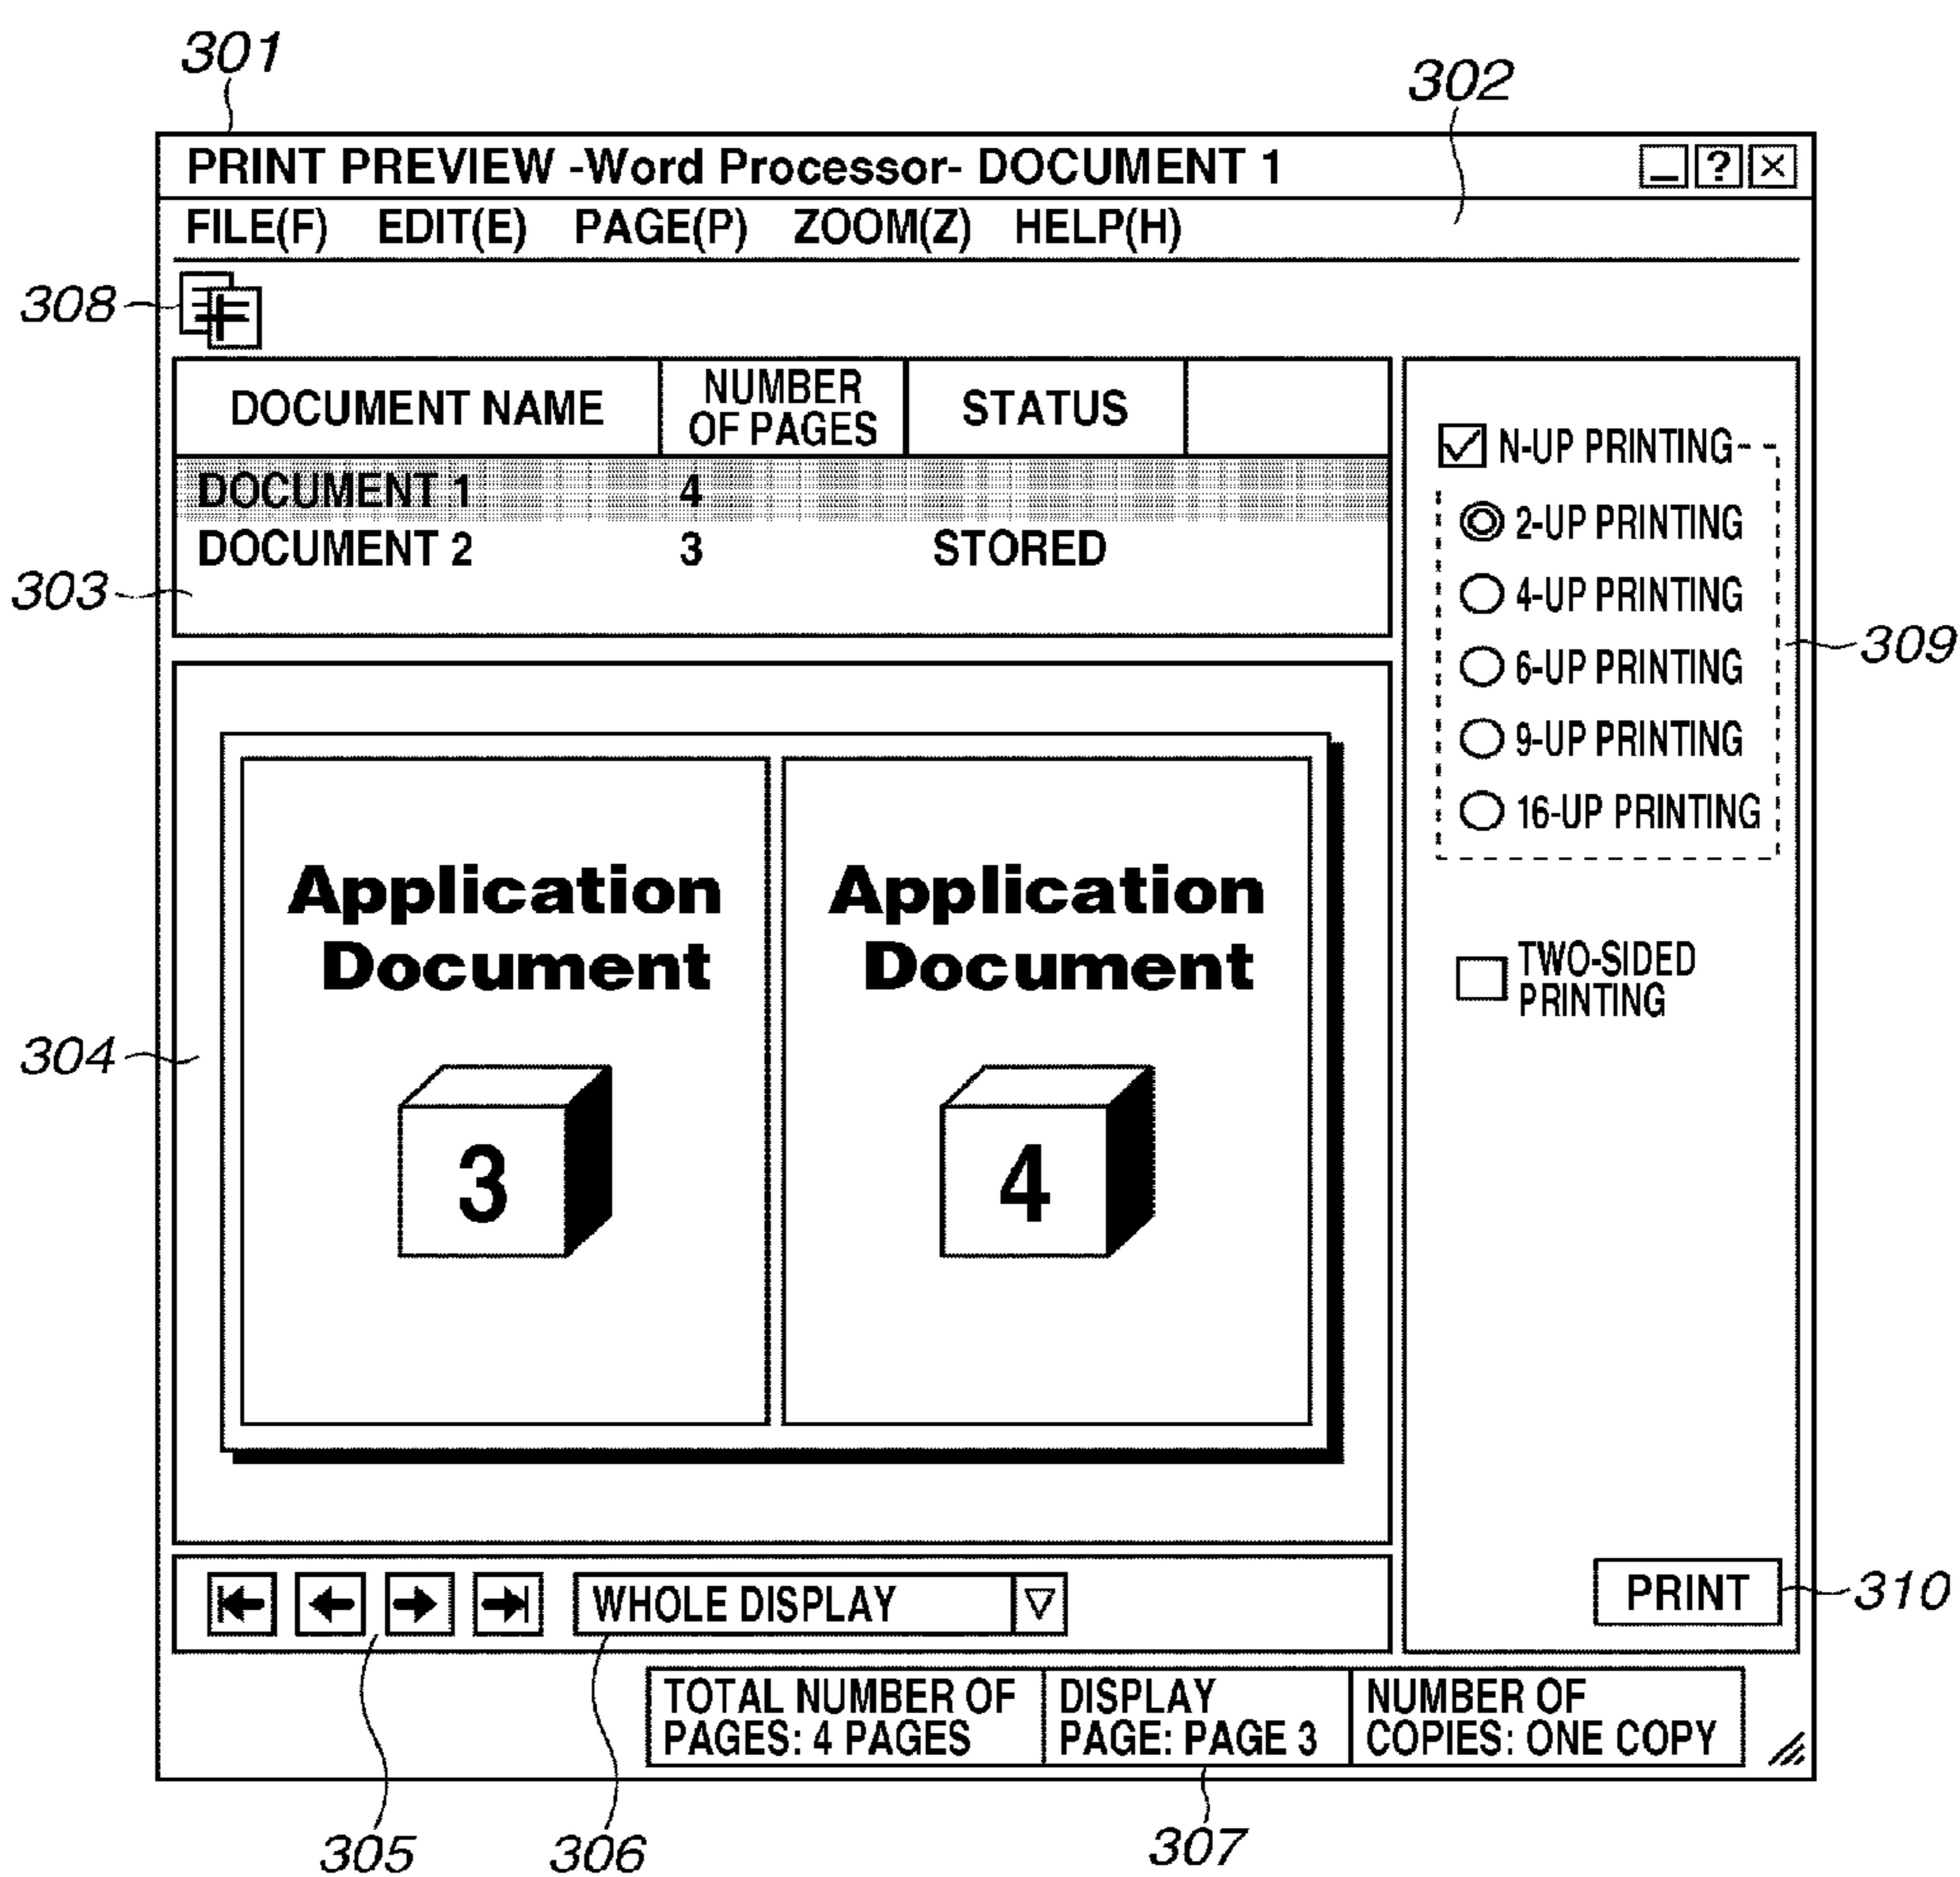 301
302
PRINT PREVIEW -Word Processor- DOCUMENT 1
?
FILE(F) EDIT(E) PAGE(P) ZOOM(Z) HELP(H)
308
DOCUMENT NAME
NUMBER
OF PAGES
STATUS
DOCUMENT 1 4
DOCUMENT 2 3 STORED
303
N-UP PRINTING
2-UP PRINTING
4-UP PRINTING
6-UP PRINTING
9-UP PRINTING
16-UP PRINTING
309
TWO-SIDED
PRINTING
304
Application
Document
3
Application
Document
4
WHOLE DISPLAY
PRINT
310
TOTAL NUMBER OF
PAGES: 4 PAGES
DISPLAY
PAGE: PAGE 3
NUMBER OF
COPIES: ONE COPY
305
306
307